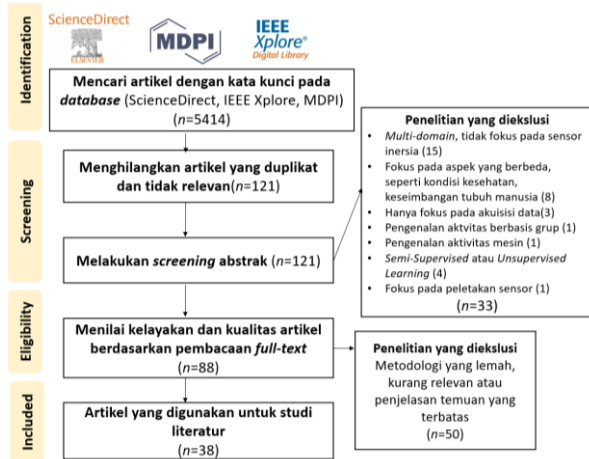 ScienceDirect
ELSEVIER
MDPI
IEEE
Xplore®
Digital Library
Identification
Mencari artikel dengan kata kunci pada
database (ScienceDirect, IEEE Xplore, MDPI)
(n=5414)
Screening
Menghilangkan artikel yang duplikat
dan tidak relevan(n=121)
Melakukan screening abstrak (n=121)
Penelitian yang diekslusi
• Multi-domain, tidak fokus pada sensor
inersia (15)
• Fokus pada aspek yang berbeda,
seperti kondisi kesehatan,
keseimbangan tubuh manusia (8)
• Hanya fokus pada akuisisi data(3)
• Pengenalan aktvitas berbasis grup (1)
• Pengenalan aktivitas mesin (1)
• Semi-Supervised atau Unsupervised
Learning (4)
• Fokus pada peletakan sensor (1)
(n=33)
Eligibility
Menilai kelayakan dan kualitas artikel
berdasarkan pembacaan full-text
(n=88)
Penelitian yang diekslusi
Metodologi yang lemah,
kurang relevan atau
penjelasan temuan yang
terbatas
(n=50)
Included
Artikel yang digunakan untuk studi
literatur
(n=38)